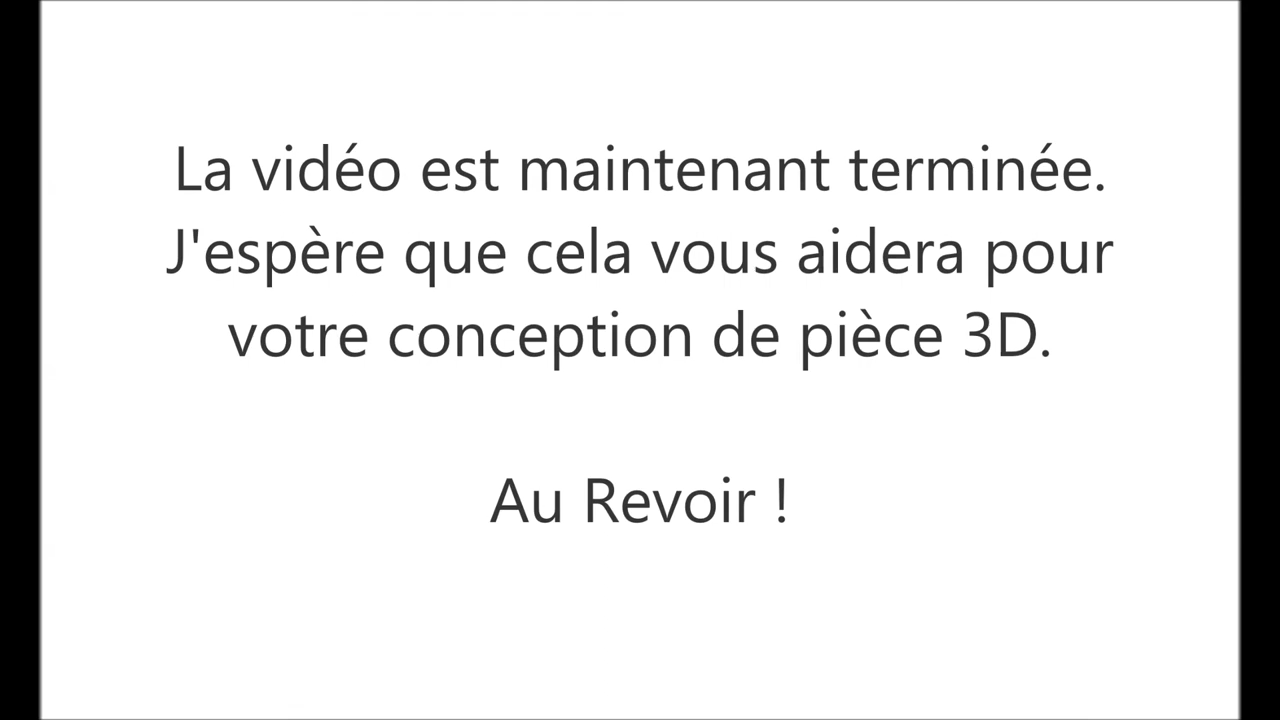 La vidéo est maintenant terminée.
J'espère que cela vous aidera pour
votre conception de pièce 3D.
Au Revoir !